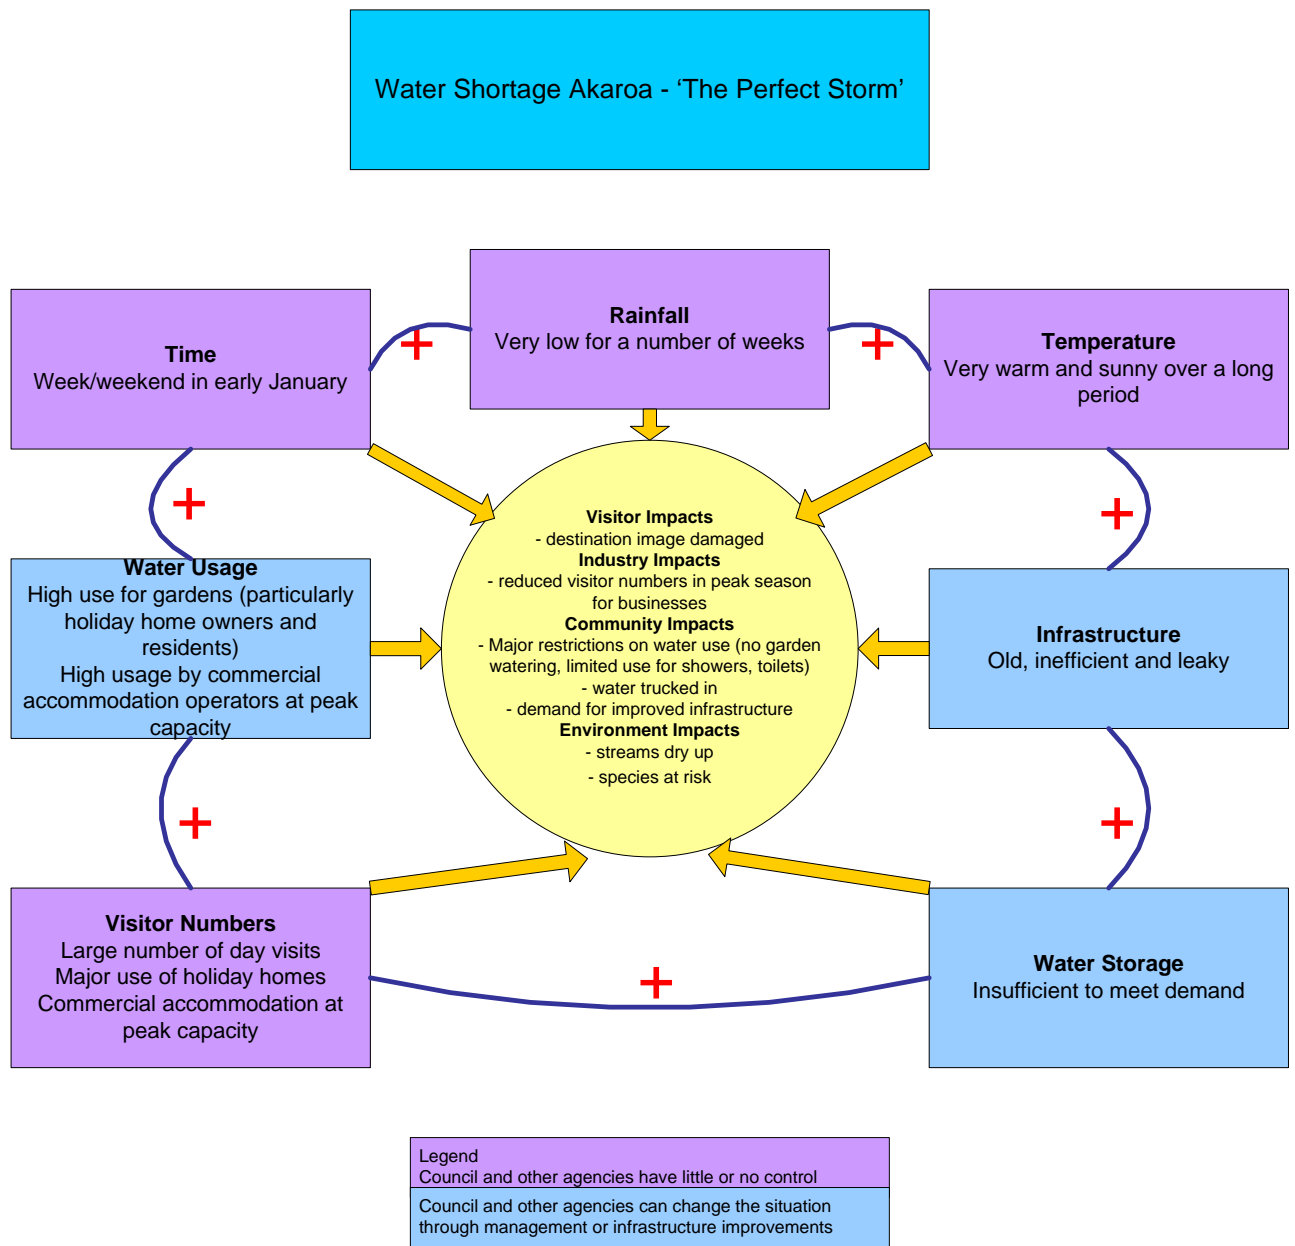 Water Shortage Akaroa - ‘The Perfect Storm’
Rainfall
Very low for a number of weeks
Time
Week/weekend in early January
Temperature
Very warm and sunny over a long
period
+
+
+
+
Visitor Impacts
- destination image damaged
Industry Impacts
- reduced visitor numbers in peak season
for businesses
Community Impacts
- Major restrictions on water use (no garden
watering, limited use for showers, toilets)
- water trucked in
- demand for improved infrastructure
Environment Impacts
- streams dry up
- species at risk
Water Usage
High use for gardens (particularly
holiday home owners and
residents)
High usage by commercial
accommodation operators at peak
capacity
Infrastructure
Old, inefficient and leaky
+
+
Visitor Numbers
Large number of day visits
Major use of holiday homes
Commercial accommodation at
peak capacity
+
Water Storage
Insufficient to meet demand
Legend
Council and other agencies have little or no control
Council and other agencies can change the situation
through management or infrastructure improvements